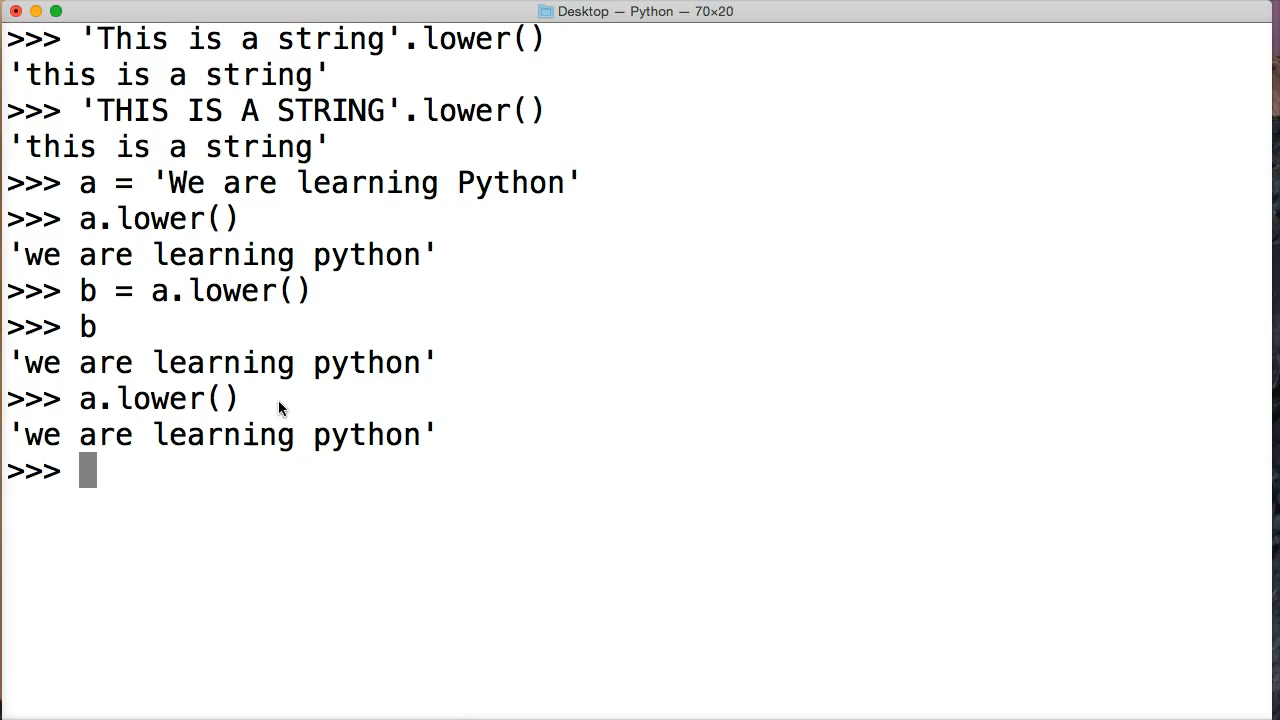 Desktop — Python — 70×20
>>> 'This is a string'.lower()
'this is a string'
>>> 'THIS IS A STRING'.lower()
'this is a string'
>>> a = 'We are learning Python'
>>> a.lower()
'we are learning python'
>>> b = a.lower()
>>> b
'we are learning python'
>>> a.lower()
'we are learning python'
>>>